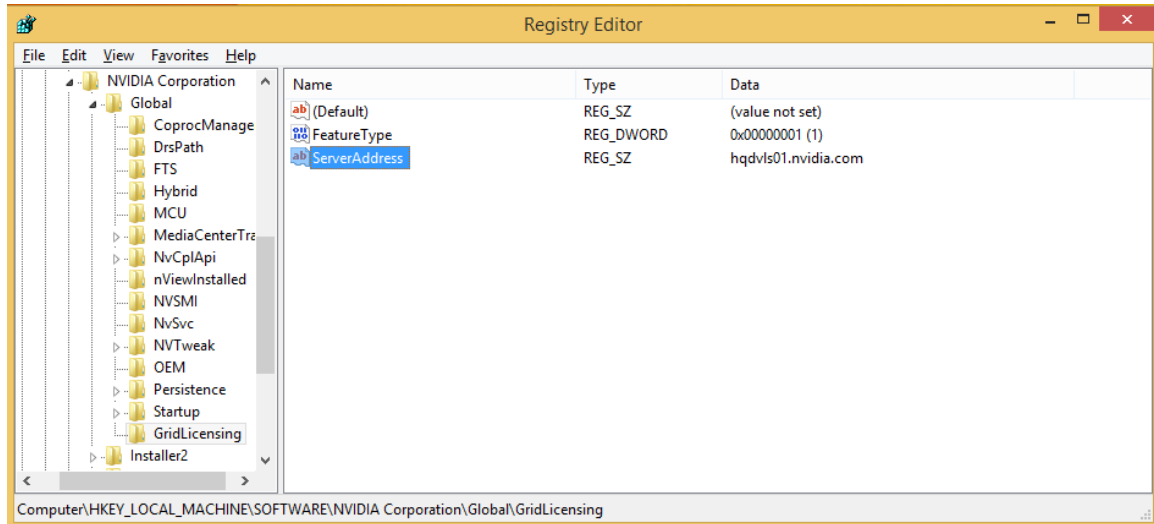 Registry Editor
File Edit View Favorites Help
NVIDIA Corporation
Global
CoprocManage
DrsPath
FTS
Hybrid
MCU
MediaCenterTra
NvCplApi
nViewInstalled
NVSMI
NvSvc
NVTweak
OEM
Persistence
Startup
GridLicensing
Installer2
Name Type Data
(Default) REG_SZ (value not set)
FeatureType REG_DWORD 0x00000001 (1)
ServerAddress REG_SZ hqdvls01.nvidia.com
Computer\HKEY_LOCAL_MACHINE\SOFTWARE\NVIDIA Corporation\Global\GridLicensing